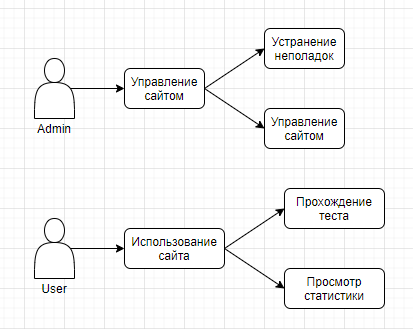 Устранение
неполадок
Управление
сайтом
Admin
Управление
сайтом
Прохождение
теста
Использование
сайта
User
Просмотр
статистики